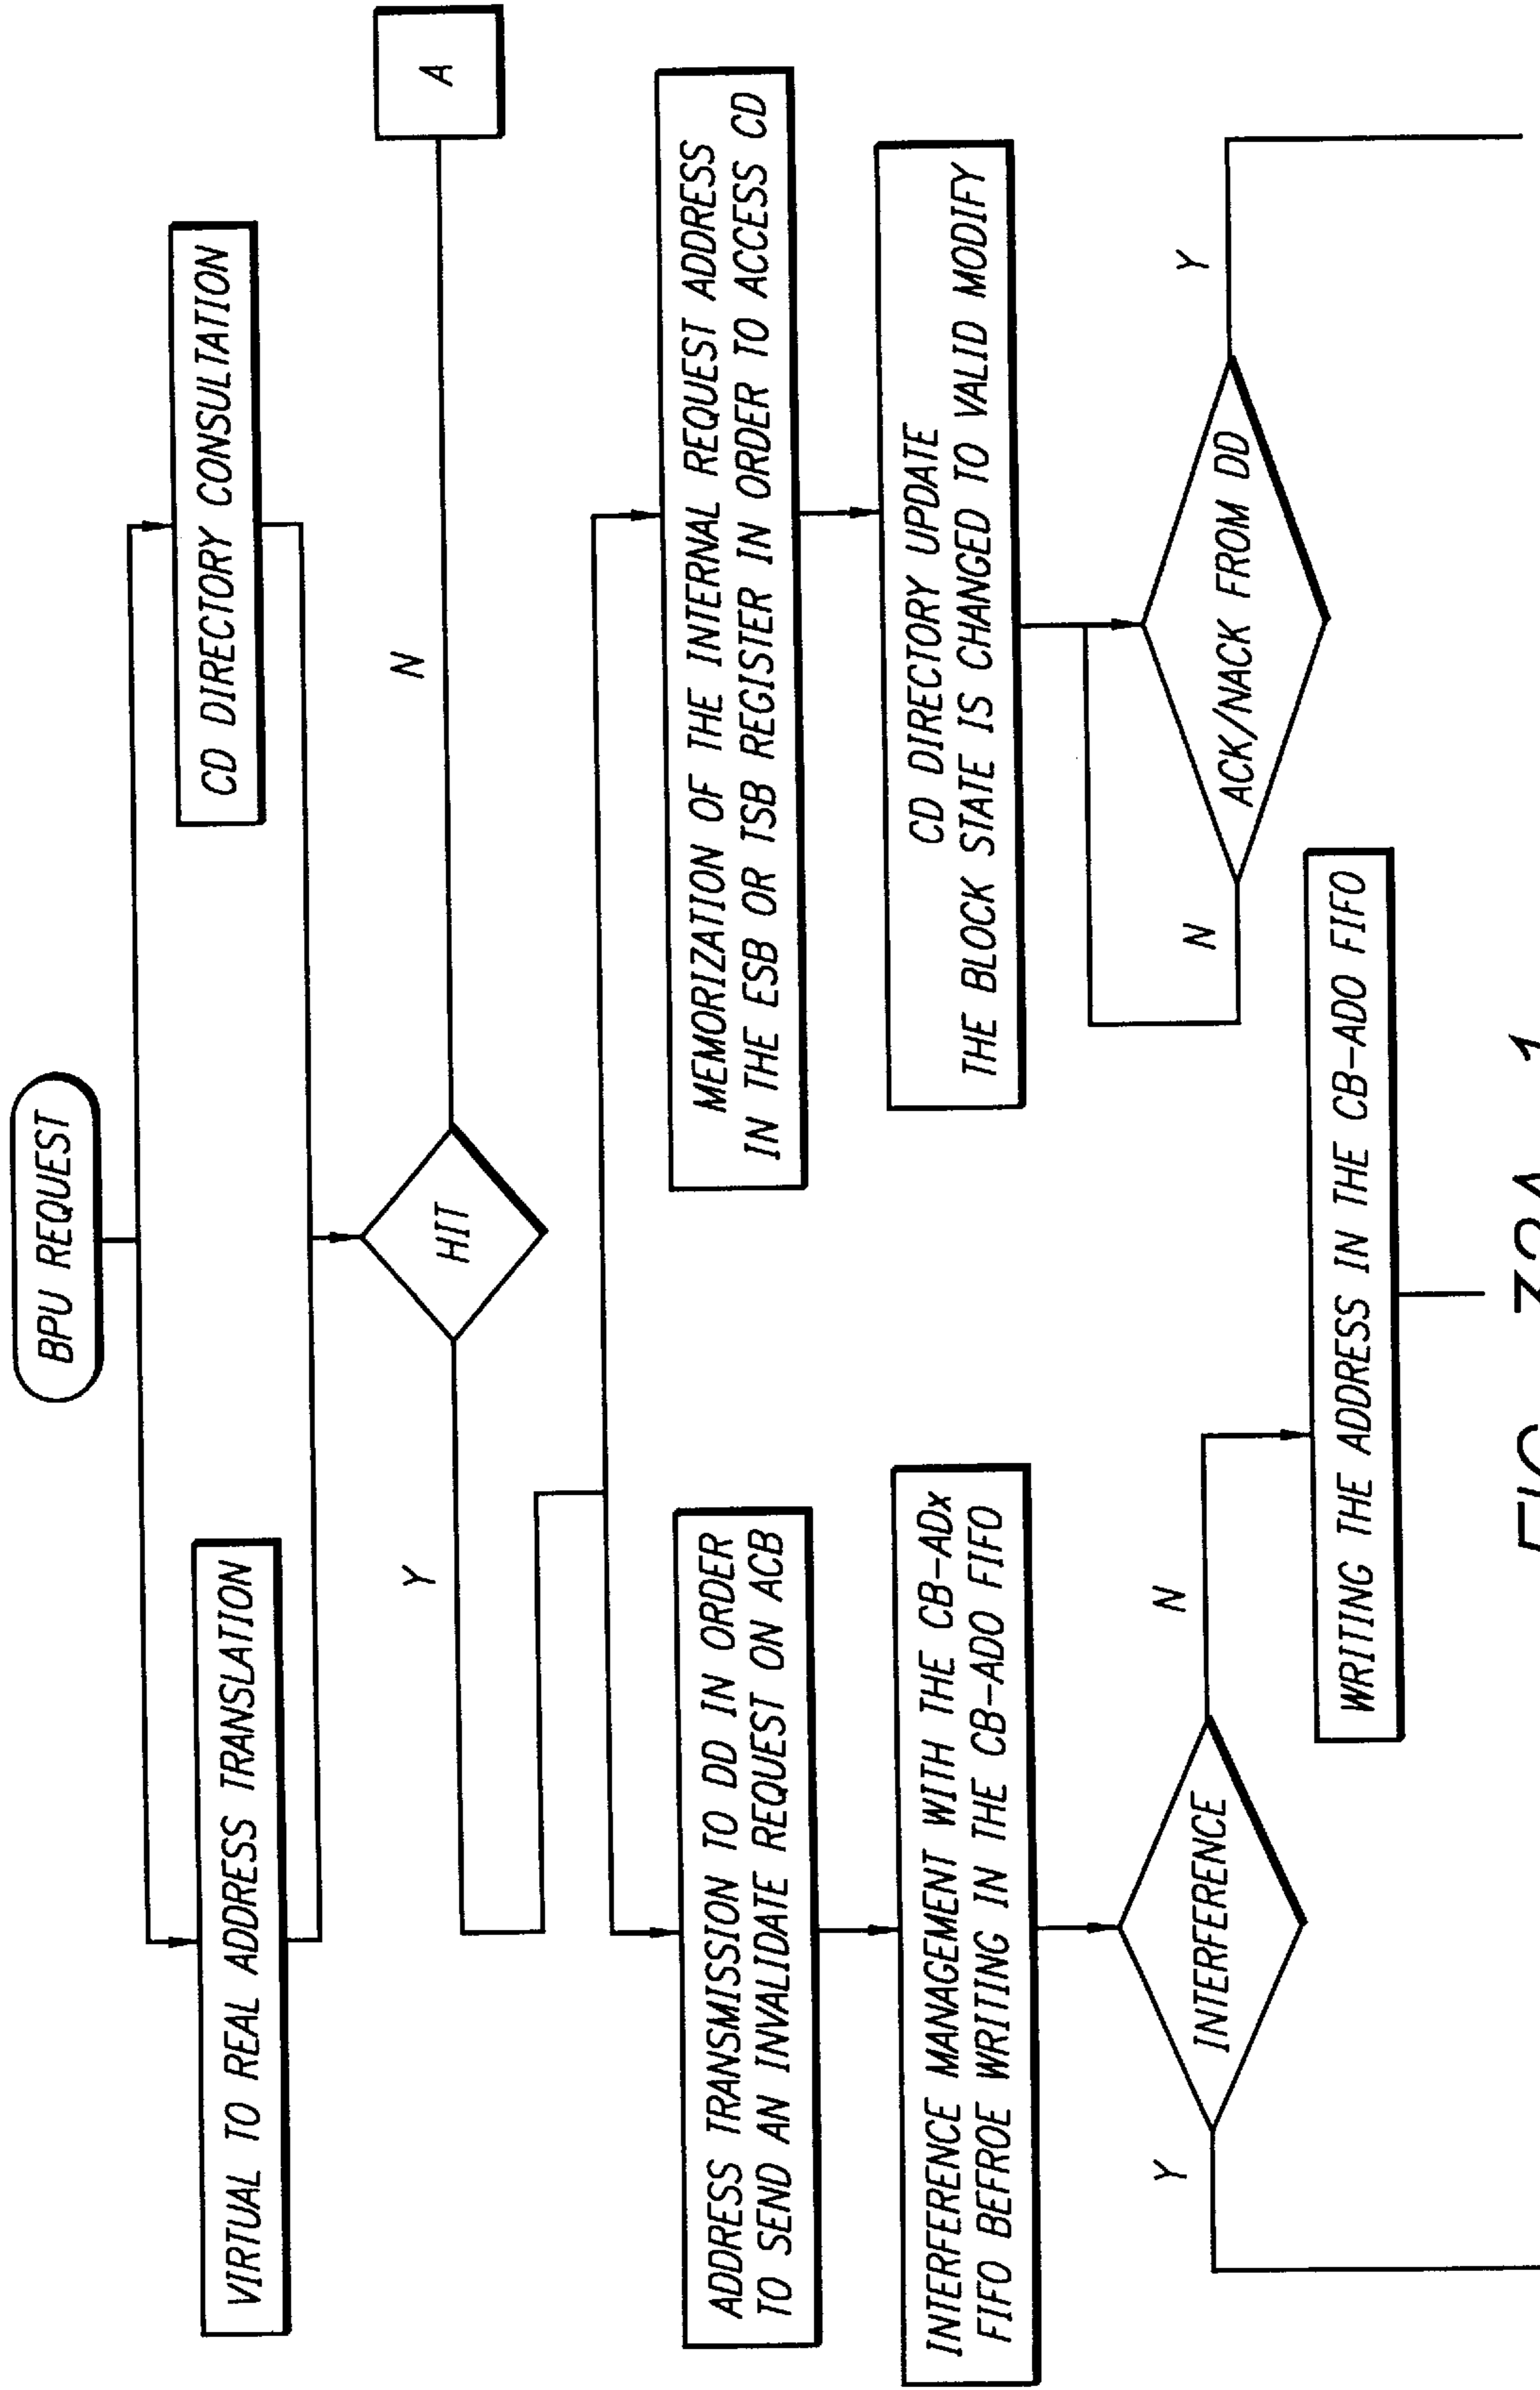 BPU REQUEST
VIRTUAL TO REAL ADDRESS TRANSLATION
CD DIRECTORY CONSULTATION
HIT
Y
N
A
ADDRESS TRANSMISSION TO DD IN ORDER
TO SEND AN INVALIDATE REQUEST ON ACB
MEMORIZATION OF THE INTERNAL REQUEST ADDRESS
IN THE ESB OR TSB REGISTER IN ORDER TO ACCESS CD
INTERFERENCE MANAGEMENT WITH THE CB-ADx
FIFO BEFROE WRITING IN THE CB-ADO FIFO
CD DIRECTORY UPDATE
THE BLOCK STATE IS CHANGED TO VALID MODIFY
Y
INTERFERENCE
N
N
ACK/NACK FROM DD
Y
WRITING THE ADDRESS IN THE CB-ADO FIFO